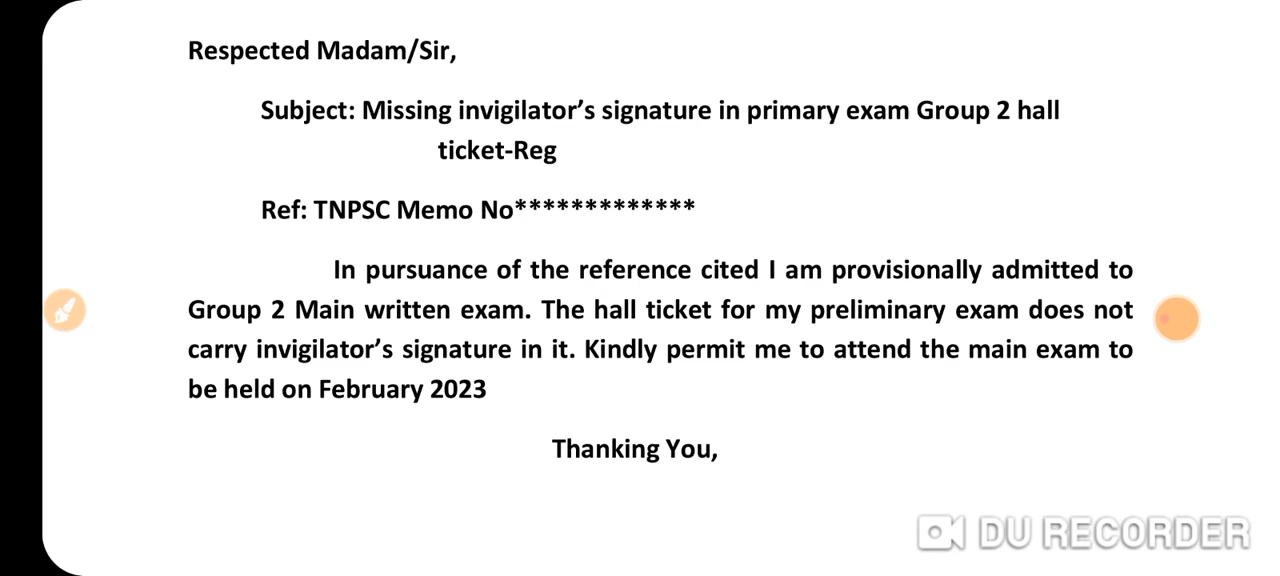 Respected Madam/Sir,
Subject: Missing invigilator's signature in primary exam Group 2 hall
ticket-Reg
Ref: TNPSC Memo No*************
In pursuance of the reference cited I am provisionally admitted to
Group 2 Main written exam. The hall ticket for my preliminary exam does not
carry invigilator's signature in it. Kindly permit me to attend the main exam to
be held on February 2023
Thanking You,
DU RECORDER